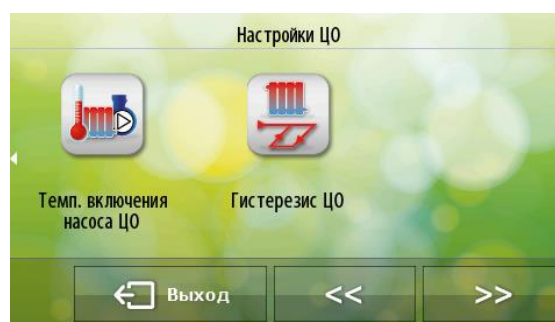 Настройки ЦО
Темп. включения
насоса ЦО
Гистерезис ЦО
Выход
<<
>>